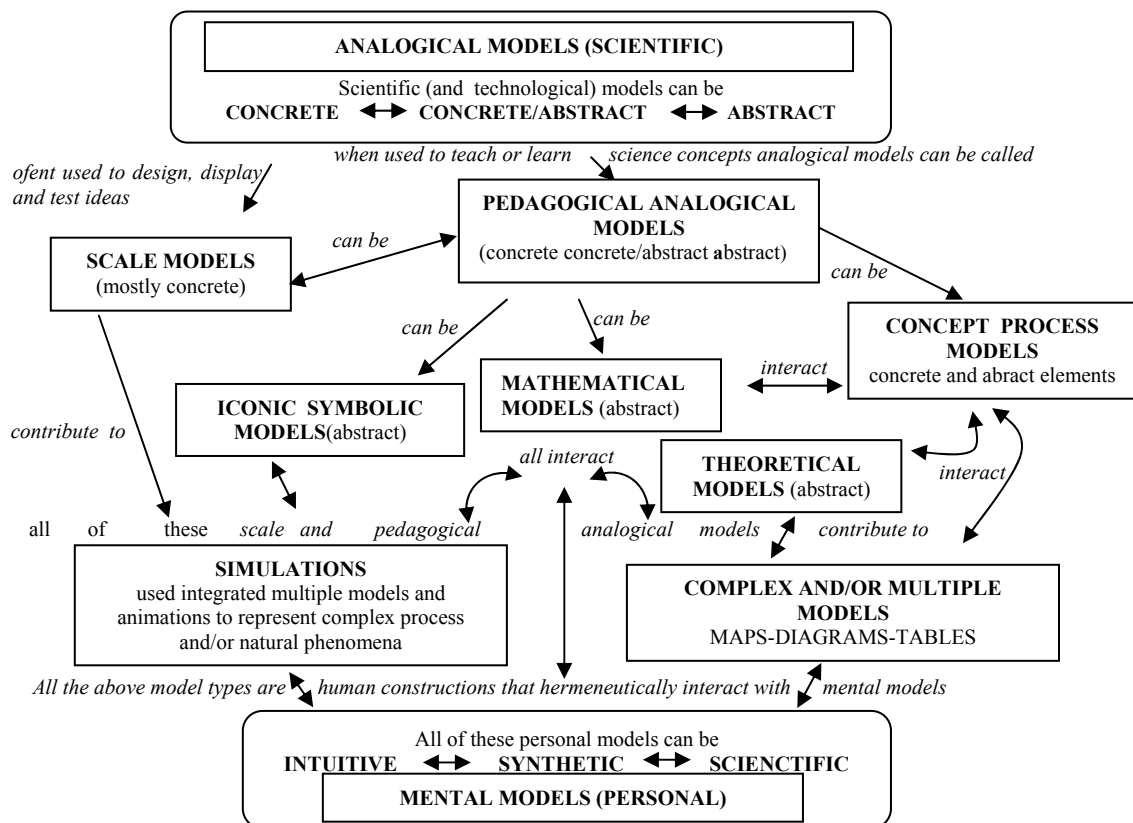 ANALOGICAL MODELS (SCIENTIFIC)
Scientific (and technological) models can be
CONCRETE CONCRETE/ABSTRACT ABSTRACT
when used to teach or learn science concepts analogical models can be called
ofent used to design, display
and test ideas
PEDAGOGICAL ANALOGICAL
MODELS
(concrete concrete/abstract abstract)
can be
SCALE MODELS
(mostly concrete)
can be
can be
can be
CONCEPT PROCESS
MODELS
concrete and abract elements
interact
MATHEMATICAL
MODELS (abstract)
ICONIC SYMBOLIC
MODELS(abstract)
contribute to
all interact
THEORETICAL
MODELS (abstract)
interact
all of these scale and pedagogical analogical models contribute to
SIMULATIONS
used integrated multiple models and
animations to represent complex process
and/or natural phenomena
COMPLEX AND/OR MULTIPLE
MODELS
MAPS-DIAGRAMS-TABLES
All the above model types are human constructions that hermeneutically interact with mental models
All of these personal models can be
INTUITIVE SYNTHETIC SCIENCTIFIC
MENTAL MODELS (PERSONAL)